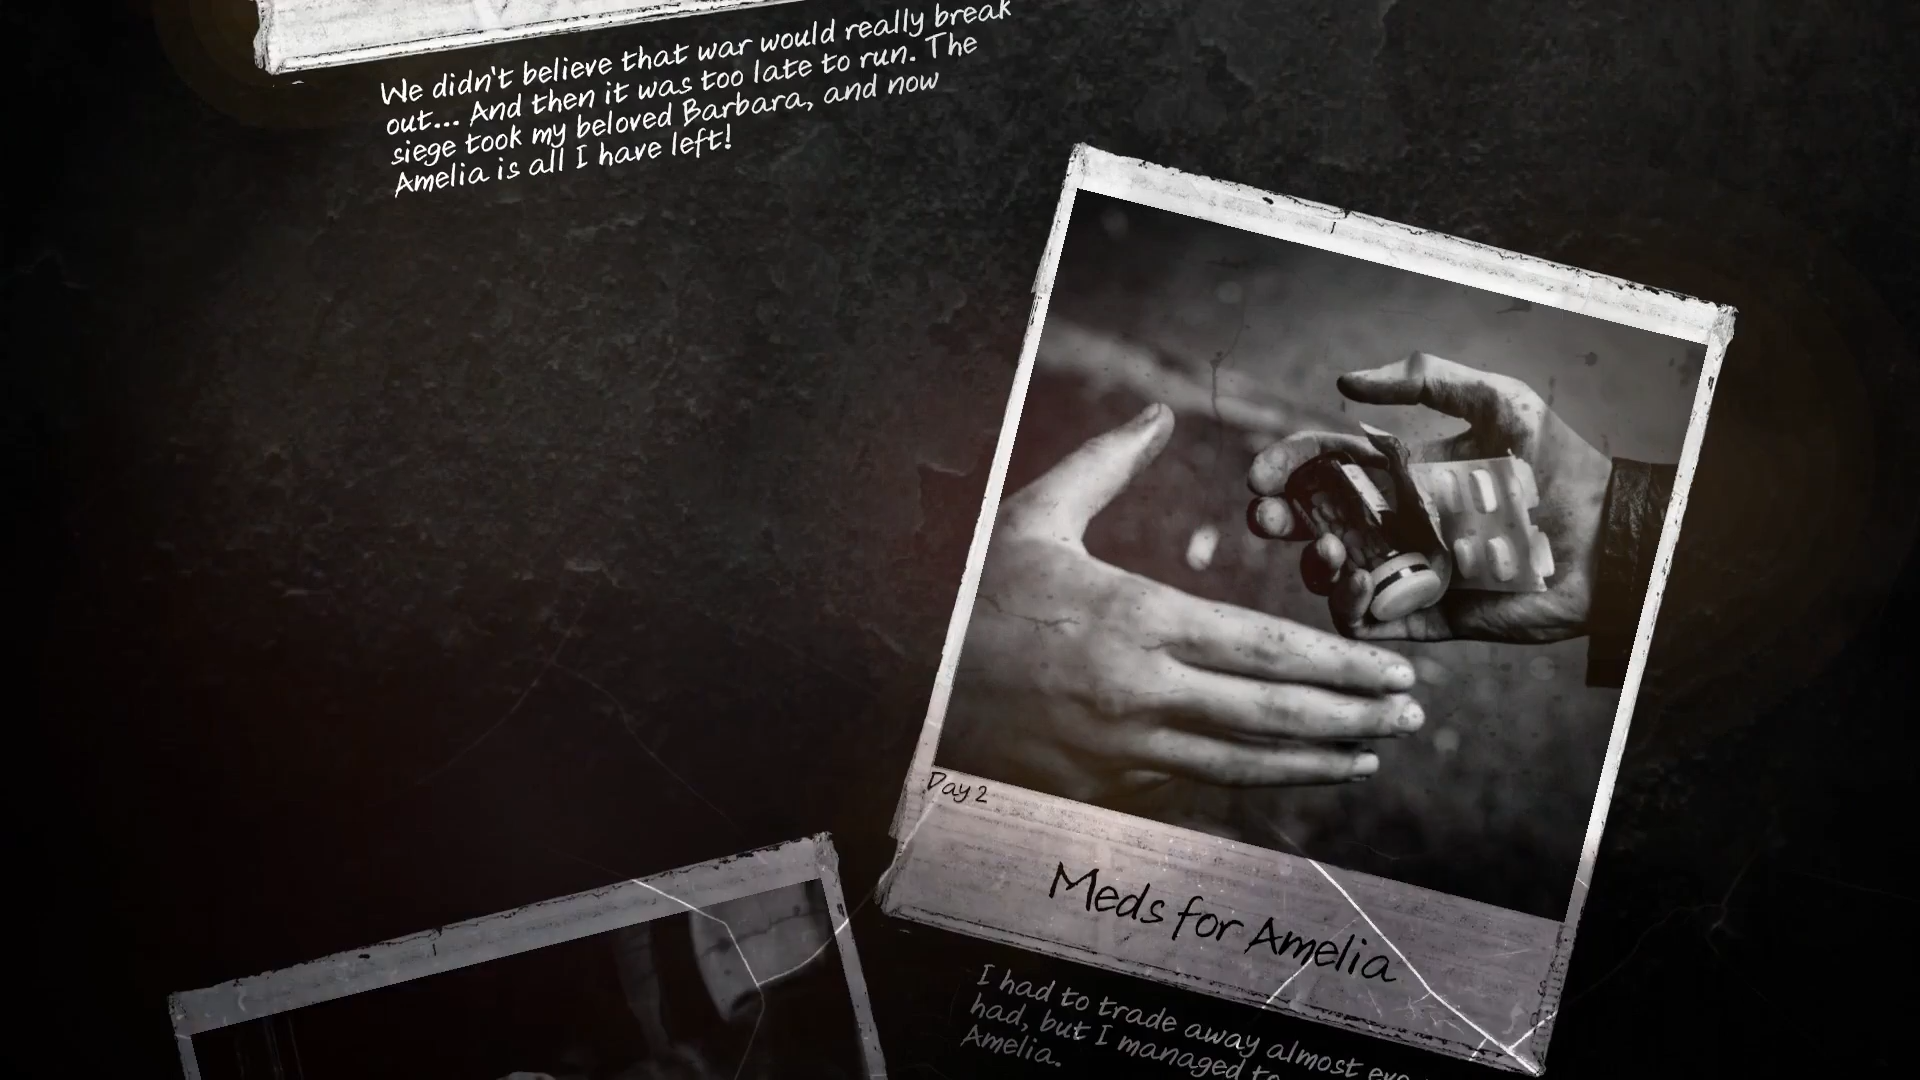 We didn't believe that war would really break
out... And then it was too late to run. The
siege took my beloved Barbara, and now
Amelia is all I have left!
Day 2
Meds for Amelia
I had to trade away almost
had, but I managed to
Amelia.